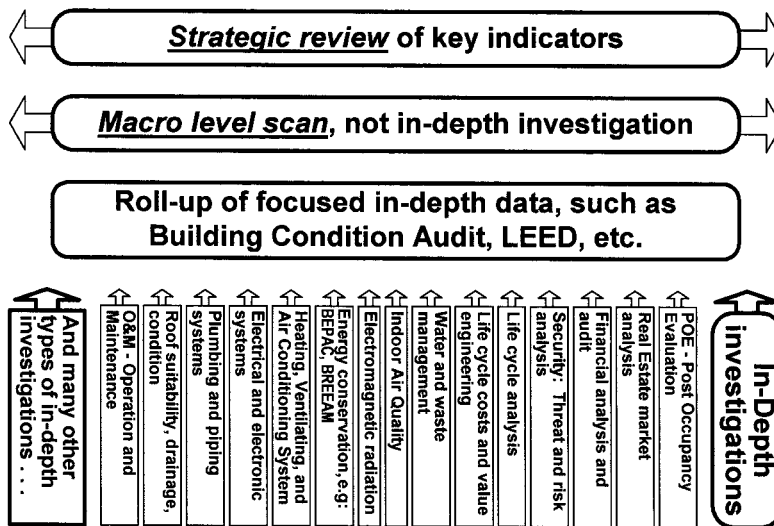 Strategic review of key indicators
Macro level scan, not in-depth investigation
Roll-up of focused in-depth data, such as
Building Condition Audit, LEED, etc.
And many other
types of in-depth
investigations . . .
O&M - Operation and
Maintenance
Roof suitability, drainage,
condition
Plumbing and piping
systems
Electrical and electronic
systems
Heating, Ventilating, and
Air Conditioning System
Energy conservation, e.g:
BEPAC, BREEAM
Electromagnetic radiation
Indoor Air Quality
Water and waste
management
Life cycle costs and value
engineering
Life cycle analysis
Security: Threat and risk
analysis
Financial analysis and
audit
Real Estate market
analysis
POE - Post Occupancy
Evaluation
In-Depth
investigations